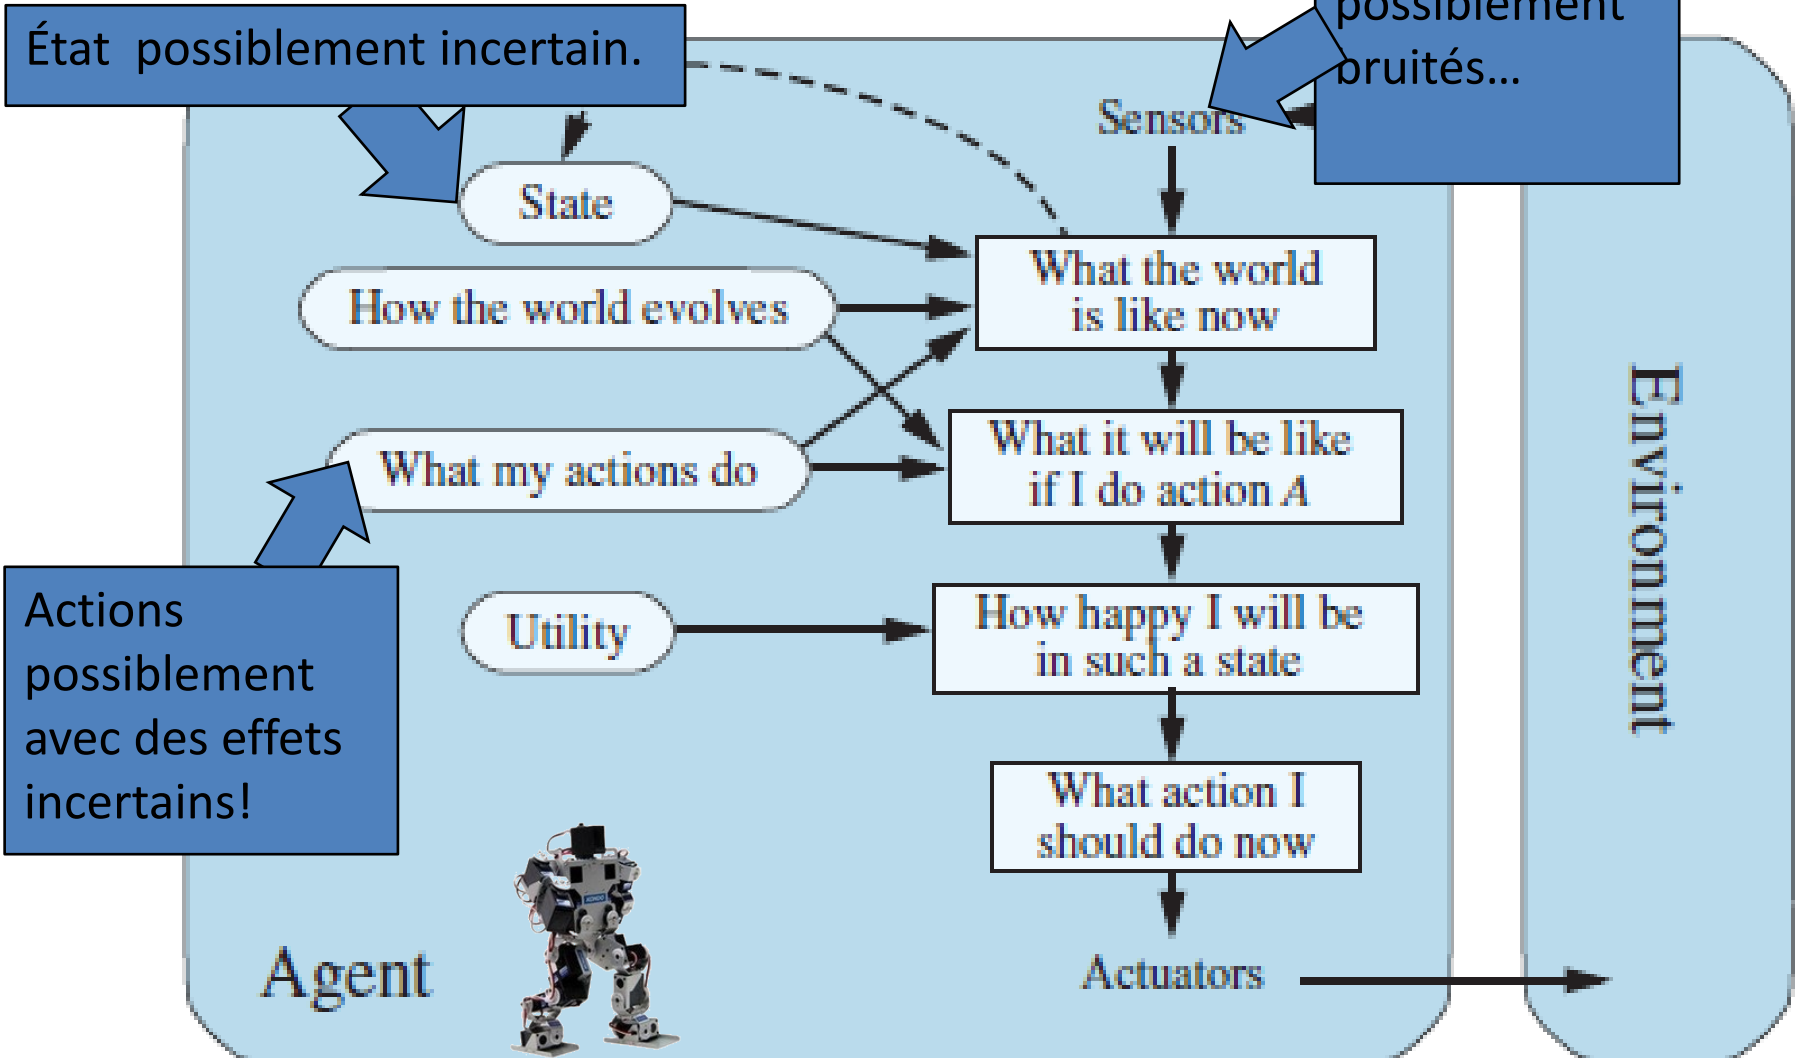 État  possiblement incertain.
possiblement
bruités...
Sensors
State
What the world
is like now
How the world evolves
What it will be like
if I do action A
What my actions do
Actions
possiblement
avec des effets
incertains!
Utility
How happy I will be
in such a state
What action I
should do now
Agent
Actuators
Environment